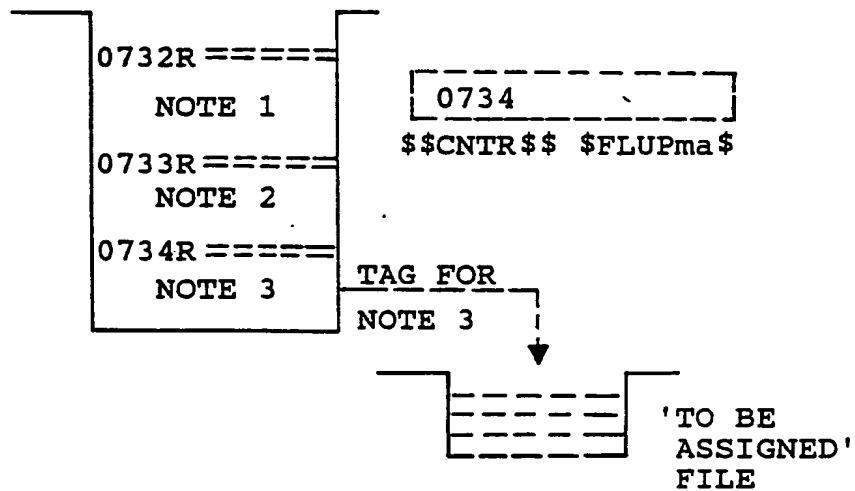 0732R
NOTE 1
0733R
NOTE 2
0734R
NOTE 3
0734
$$CNTR$$ $FLUPma$
TAG FOR
NOTE 3
'TO BE
ASSIGNED'
FILE